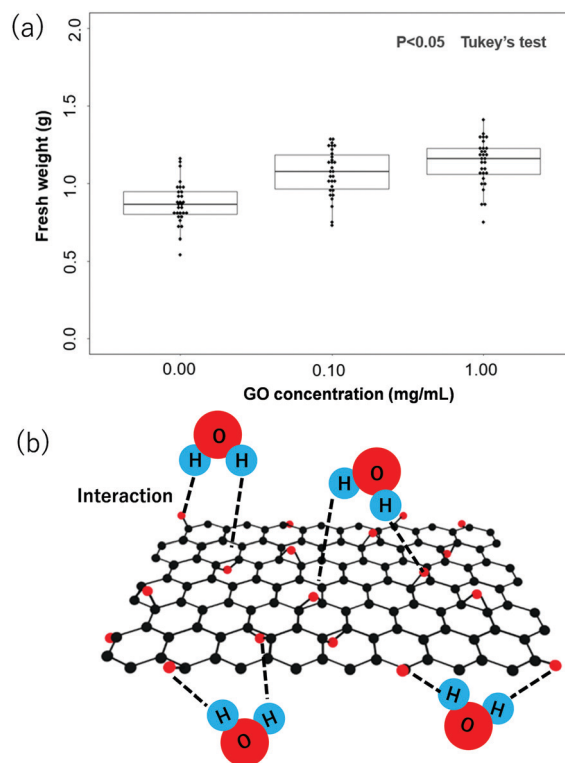 (a)
P<0.05 Tukey's test
Fresh weight (g)
2.0
1.5
1.0
0.5
0.0
0.00 0.10 1.00
GO concentration (mg/mL)
(b)
O
H H
O
H
H
Interaction
H H
O
H H
O